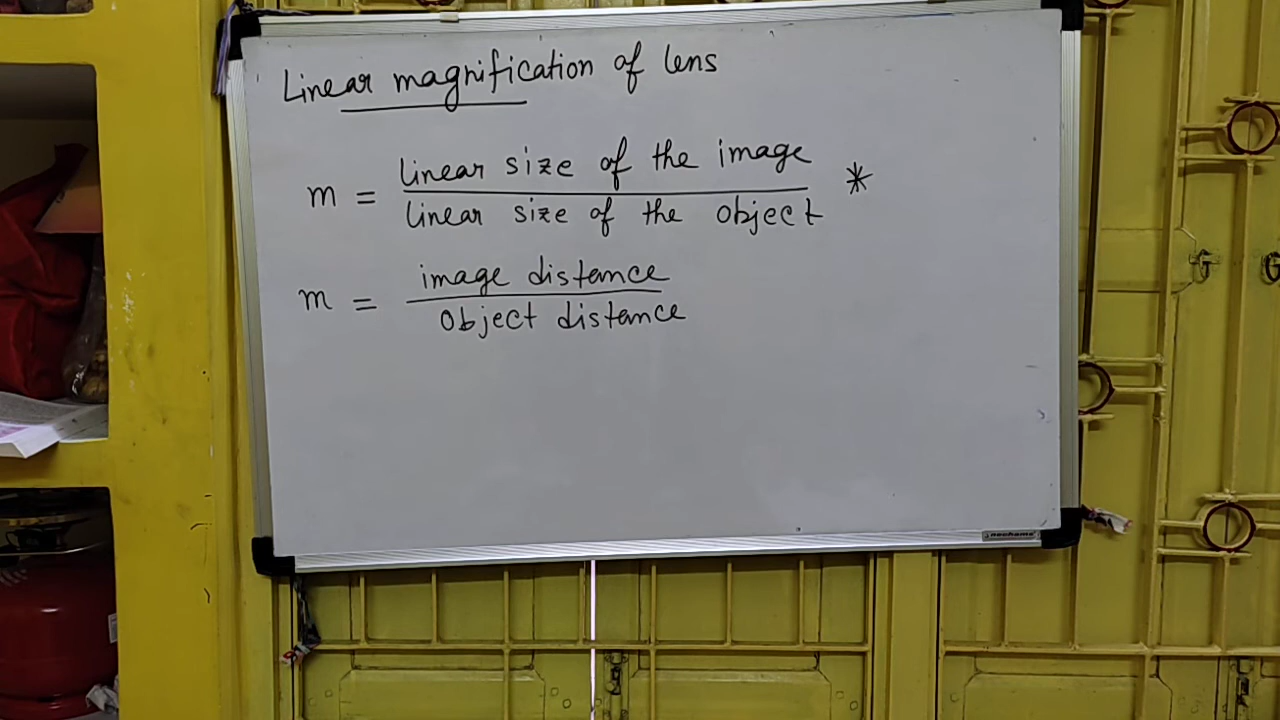 Linear magnification of lens
m = linear size of the image / linear size of the object *
m = image distance / object distance